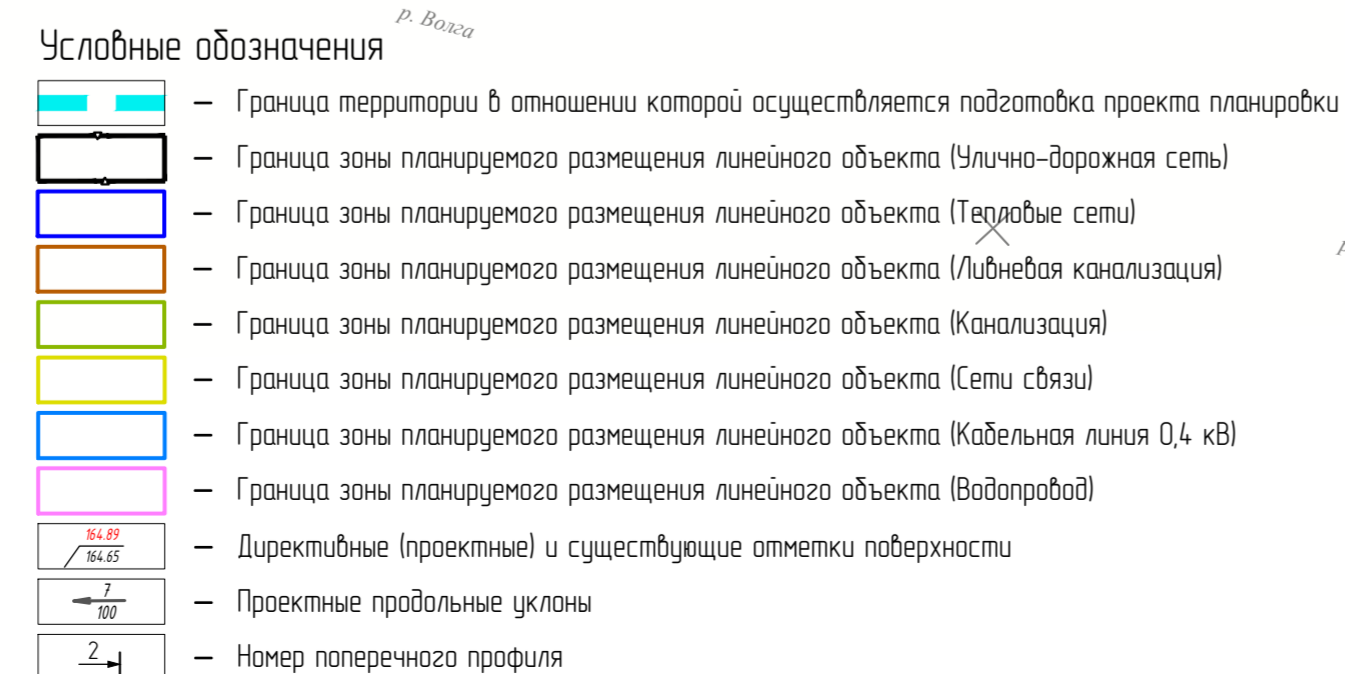 р. Волга
Условные обозначения
– Граница территории в отношении которой осуществляется подготовка проекта планировки
– Граница зоны планируемого размещения линейного объекта (Улично-дорожная сеть)
– Граница зоны планируемого размещения линейного объекта (Тепловые сети)
– Граница зоны планируемого размещения линейного объекта (Ливневая канализация)
– Граница зоны планируемого размещения линейного объекта (Канализация)
– Граница зоны планируемого размещения линейного объекта (Сети связи)
– Граница зоны планируемого размещения линейного объекта (Кабельная линия 0,4 кВ)
– Граница зоны планируемого размещения линейного объекта (Водопровод)
164.89
164.65
– Директивные (проектные) и существующие отметки поверхности
7
100
– Проектные продольные уклоны
2
– Номер поперечного профиля